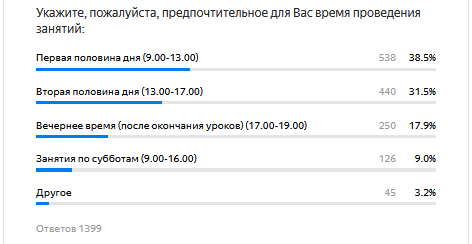 Укажите, пожалуйста, предпочтительное для Вас время проведения
занятий:
Первая половина дня (9.00-13.00) 538 38.5%
Вторая половина дня (13.00-17.00) 440 31.5%
Вечернее время (после окончания уроков) (17.00-19.00) 250 17.9%
Занятия по субботам (9.00-16.00) 126 9.0%
Другое 45 3.2%
Ответов 1399